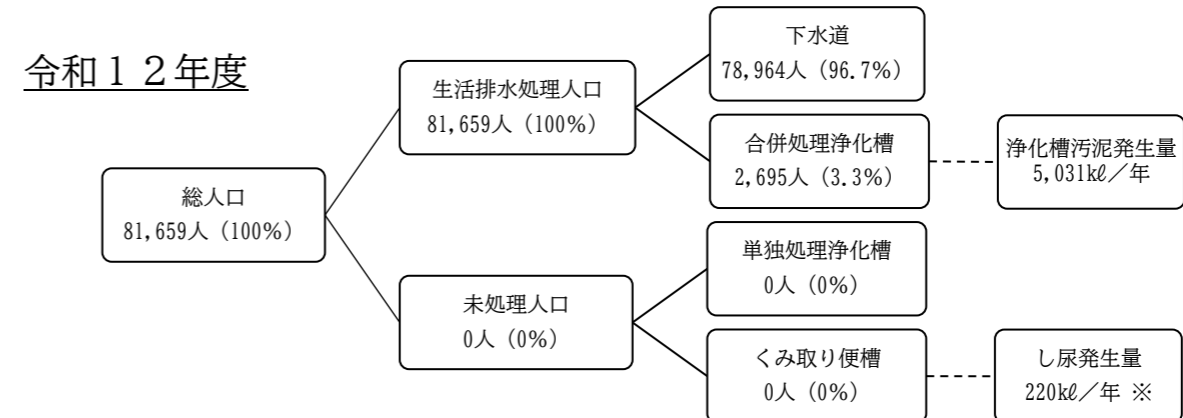 令和１２年度
総人口
81,659人（100%）
生活排水処理人口
81,659人（100%）
下水道
78,964人（96.7%）
合併処理浄化槽
2,695人（3.3%）
浄化槽汚泥発生量
5,031kℓ／年
未処理人口
0人（0%）
単独処理浄化槽
0人（0%）
くみ取り便槽
0人（0%）
し尿発生量
220kℓ／年 ※